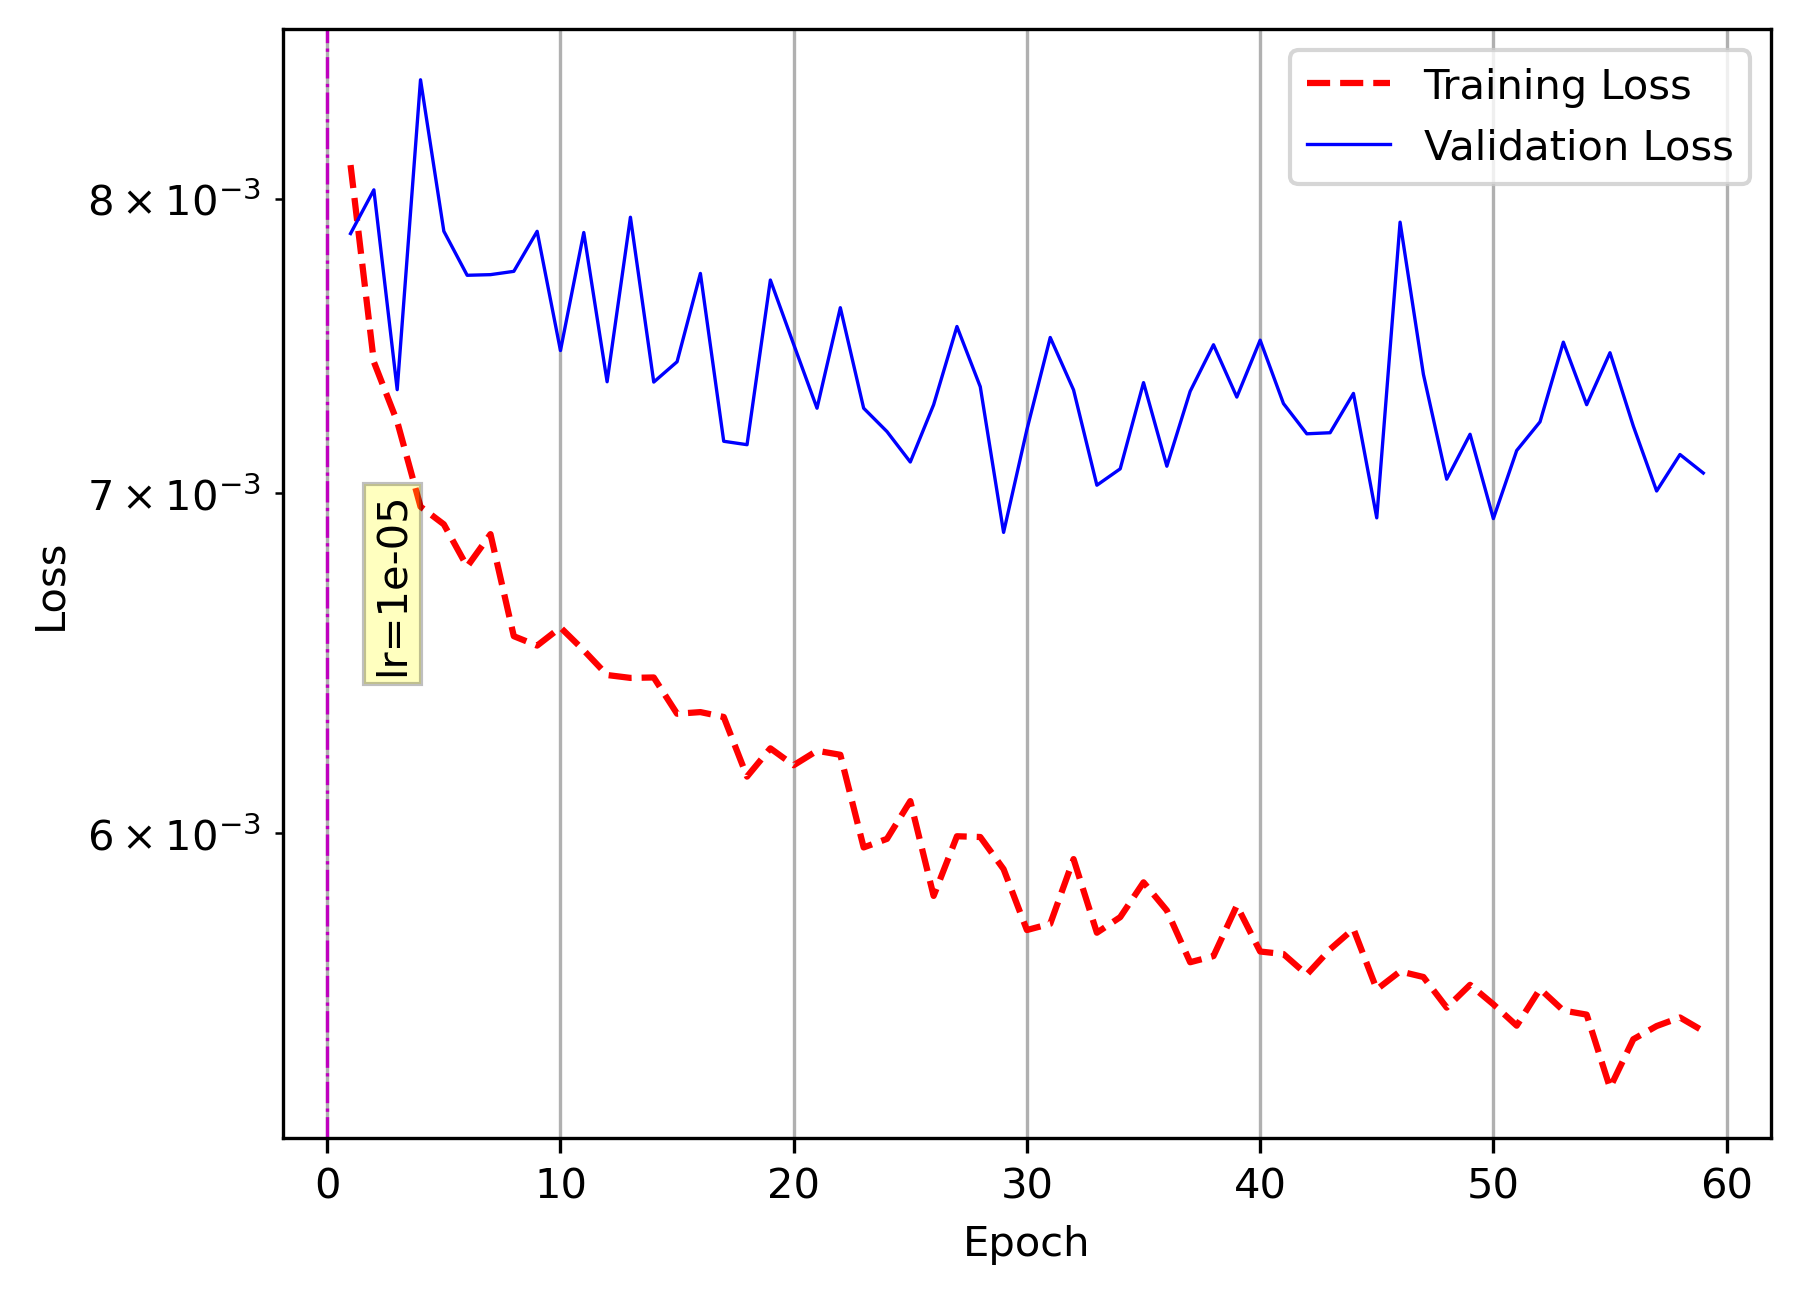 Training Loss
Validation Loss
8 × 10⁻³
7 × 10⁻³
6 × 10⁻³
Loss
lr=1e-05
0 10 20 30 40 50 60
Epoch